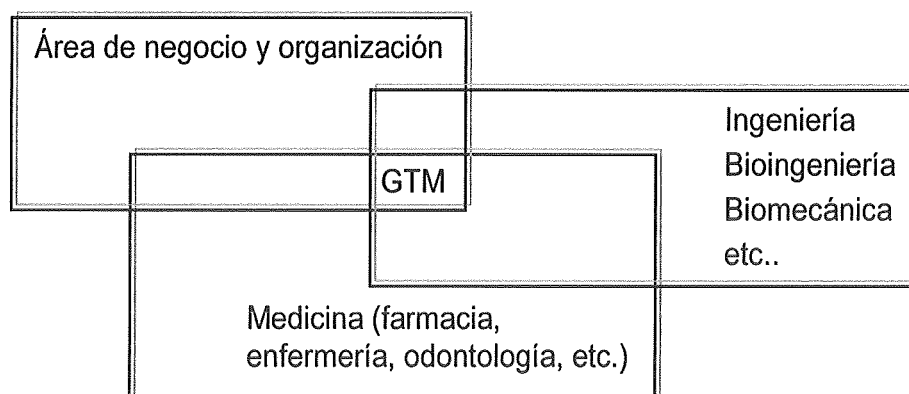 Área de negocio y organización
Ingeniería
Bioingeniería
Biomecánica
etc..
GTM
Medicina (farmacia,
enfermería, odontología, etc.)